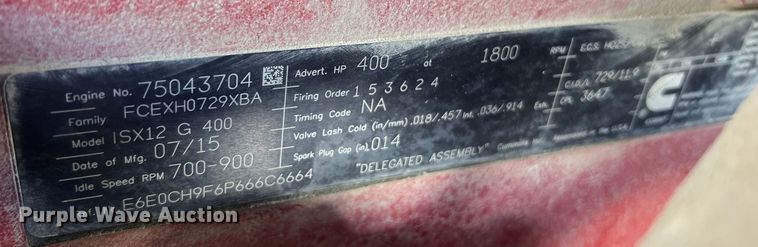 Engine No. 75043704 Advert. HP 400 at 1800 RPM E.C.S.
Family FCEXH0729XBA Firing Order 153624 C.I.D./L 729/11.9
Model ISX12 G 400 Timing Code NA CPL 3647
Date of Mfg. 07/15 Valve Lash Cold (in/mm) .018/.457 Int. .036/.914 Exh.
Idle Speed RPM 700-900 Spark Plug Gap (in) .014
Ref. E6E0CH9F6P666C6664 "DELEGATED ASSEMBLY" Cummins Inc.
Purple Wave Auction